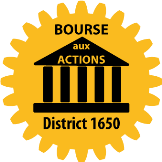 BOURSE
aux
ACTIONS
District 1650